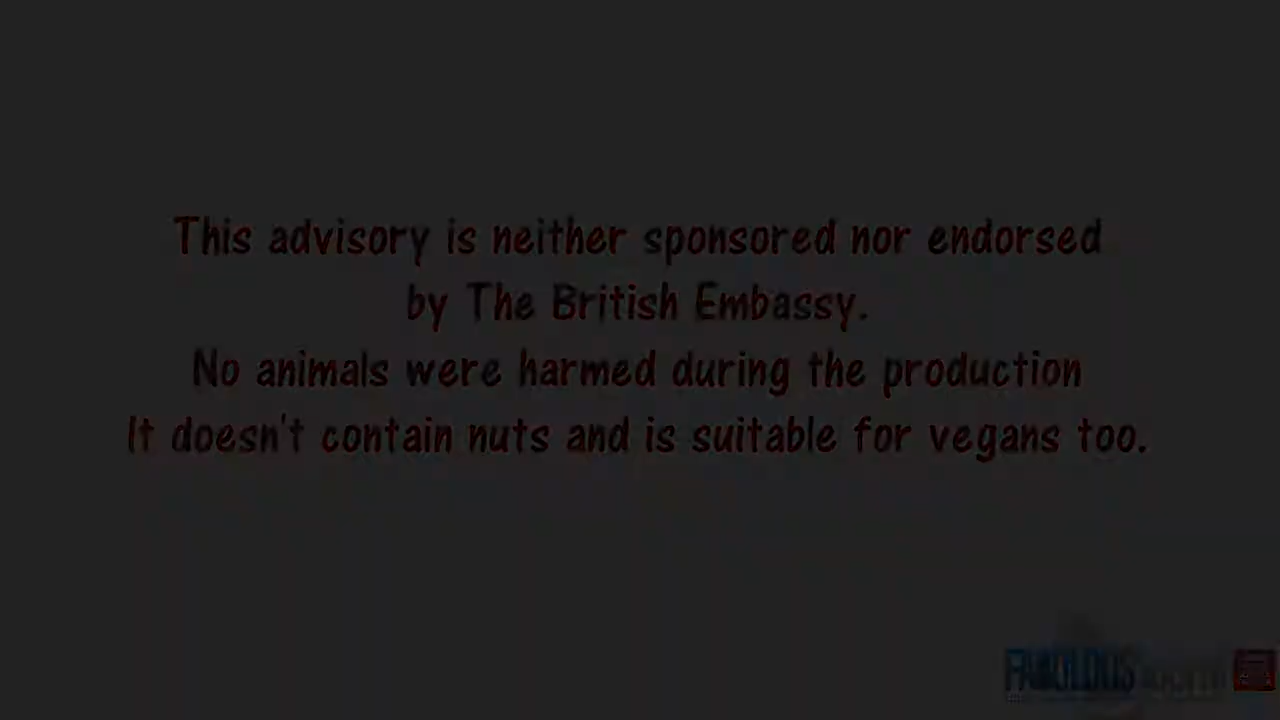 This advisory is neither sponsored nor endorsed
by The British Embassy.
No animals were harmed during the production
It doesn't contain nuts and is suitable for vegans too.
FABULOUS